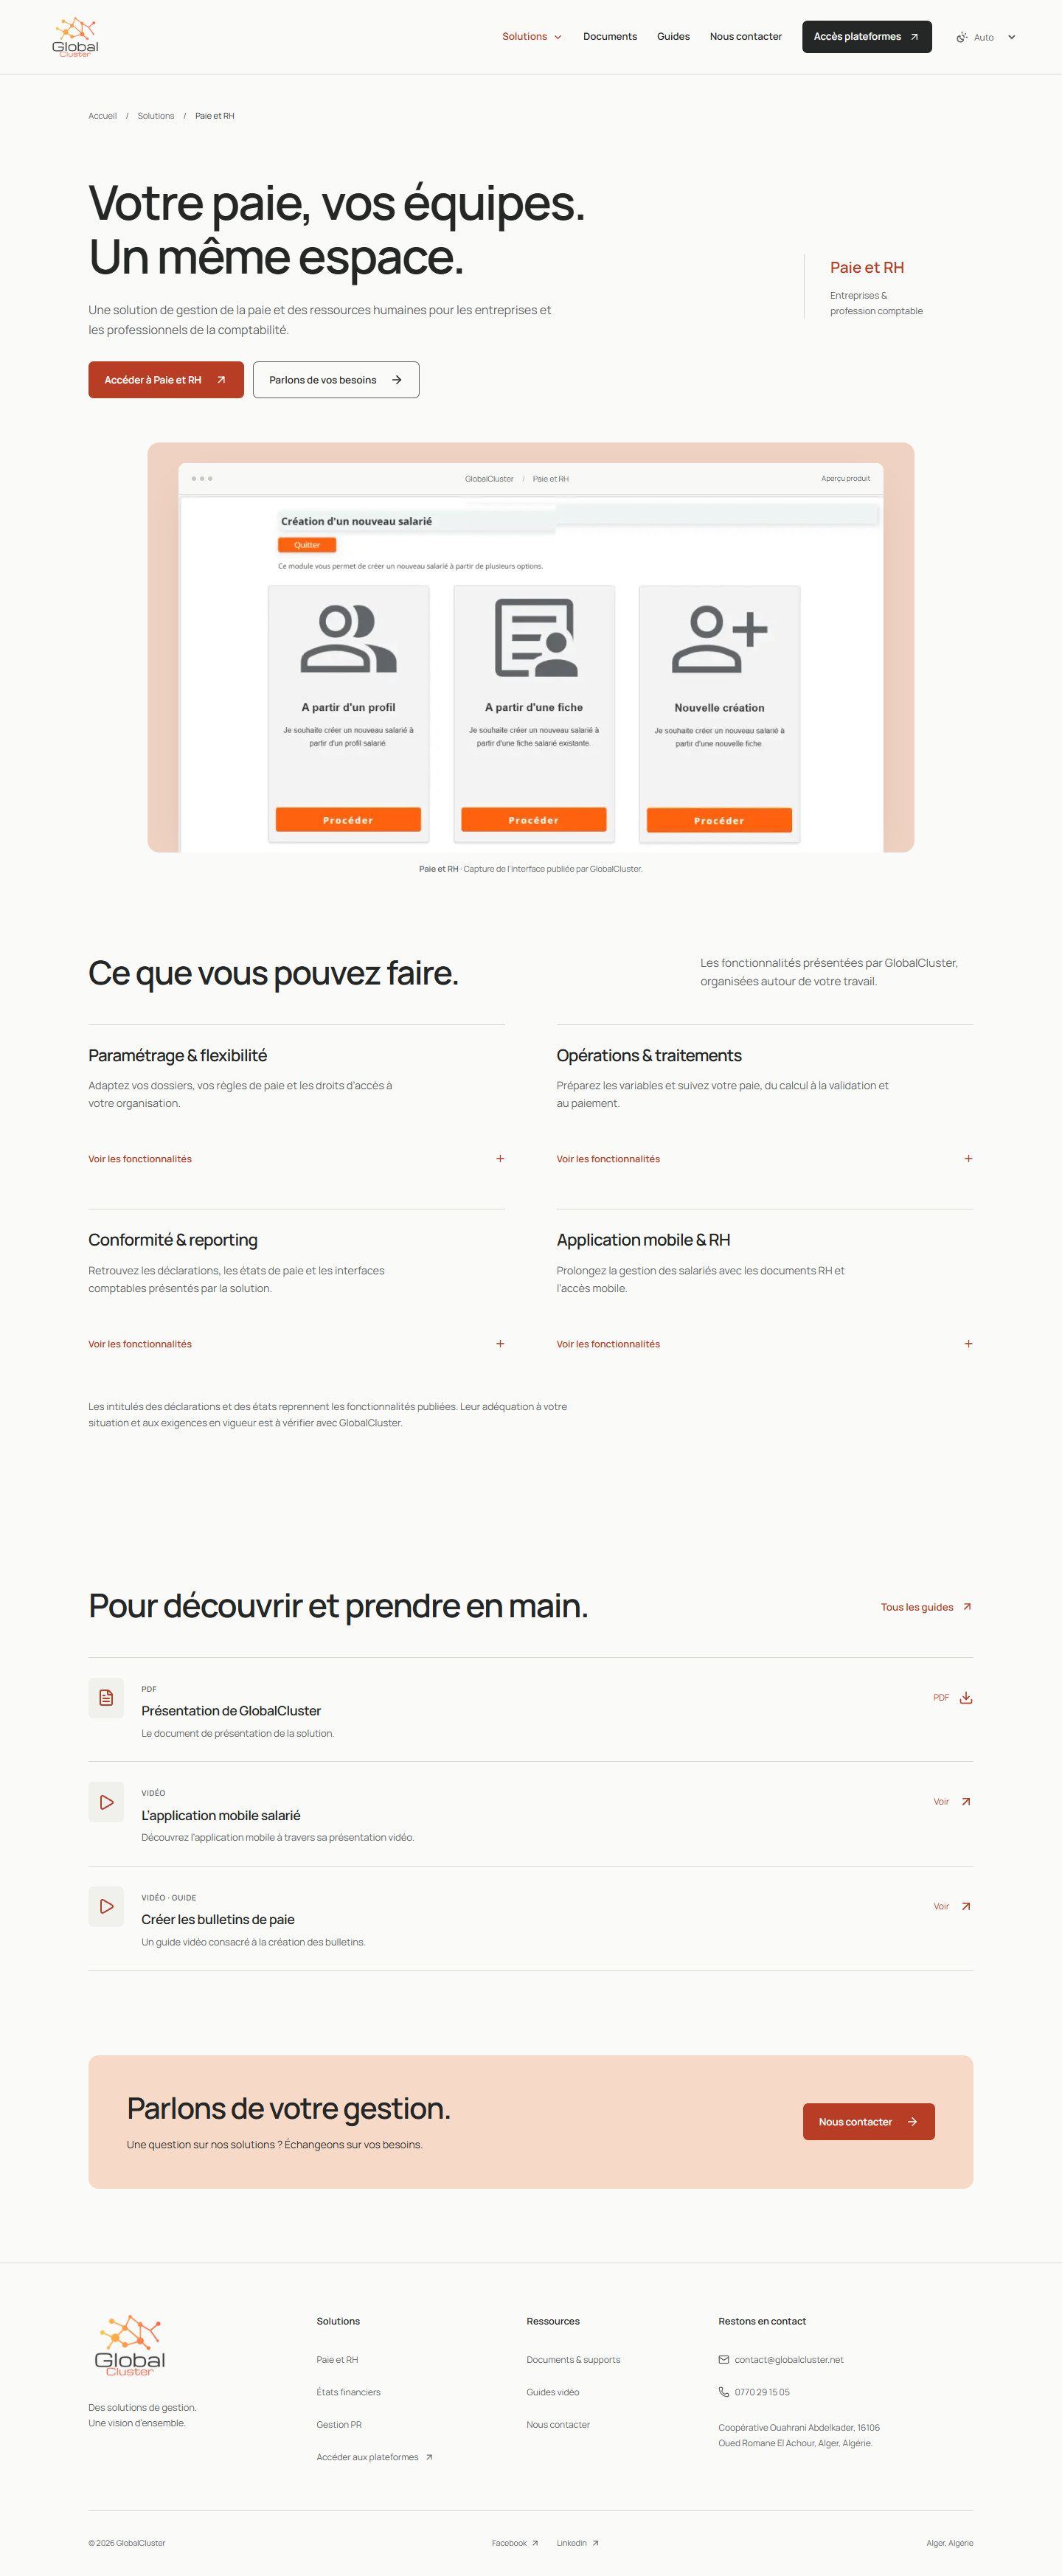 Global
Cluster
Solutions
Documents
Guides
Nous contacter
Accès plateformes
Auto
Accueil / Solutions / Paie et RH
Votre paie, vos équipes.
Un même espace.
Une solution de gestion de la paie et des ressources humaines pour les entreprises et
les professionnels de la comptabilité.
Paie et RH
Entreprises &
profession comptable
Accéder à Paie et RH
Parlons de vos besoins
GlobalCluster / Paie et RH
Aperçu produit
Création d'un nouveau salarié
Quitter
Ce module vous permet de créer un nouveau salarié à partir de plusieurs options.
A partir d'un profil
Je souhaite créer un nouveau salarié à
partir d'un profil salarié.
Procéder
A partir d'une fiche
Je souhaite créer un nouveau salarié à
partir d'une fiche salarié existante.
Procéder
Nouvelle création
Je souhaite créer un nouveau salarié à
partir d'une nouvelle fiche.
Procéder
Paie et RH · Capture de l'interface publiée par GlobalCluster.
Ce que vous pouvez faire.
Les fonctionnalités présentées par GlobalCluster,
organisées autour de votre travail.
Paramétrage & flexibilité
Adaptez vos dossiers, vos règles de paie et les droits d'accès à
votre organisation.
Voir les fonctionnalités
Opérations & traitements
Préparez les variables et suivez votre paie, du calcul à la validation et
au paiement.
Voir les fonctionnalités
Conformité & reporting
Retrouvez les déclarations, les états de paie et les interfaces
comptables présentés par la solution.
Voir les fonctionnalités
Application mobile & RH
Prolongez la gestion des salariés avec les documents RH et
l'accès mobile.
Voir les fonctionnalités
Les intitulés des déclarations et des états reprennent les fonctionnalités publiées. Leur adéquation à votre
situation et aux exigences en vigueur est à vérifier avec GlobalCluster.
Pour découvrir et prendre en main.
Tous les guides
PDF
Présentation de GlobalCluster
Le document de présentation de la solution.
PDF
VIDÉO
L'application mobile salarié
Découvrez l'application mobile à travers sa présentation vidéo.
Voir
VIDÉO · GUIDE
Créer les bulletins de paie
Un guide vidéo consacré à la création des bulletins.
Voir
Parlons de votre gestion.
Une question sur nos solutions ? Échangeons sur vos besoins.
Nous contacter
Global
Cluster
Des solutions de gestion.
Une vision d'ensemble.
Solutions
Paie et RH
États financiers
Gestion PR
Accéder aux plateformes
Ressources
Documents & supports
Guides vidéo
Nous contacter
Restons en contact
contact@globalcluster.net
0770 29 15 05
Coopérative Ouahrani Abdelkader, 16106
Oued Romane El Achour, Alger, Algérie.
© 2026 GlobalCluster
Facebook
LinkedIn
Alger, Algérie